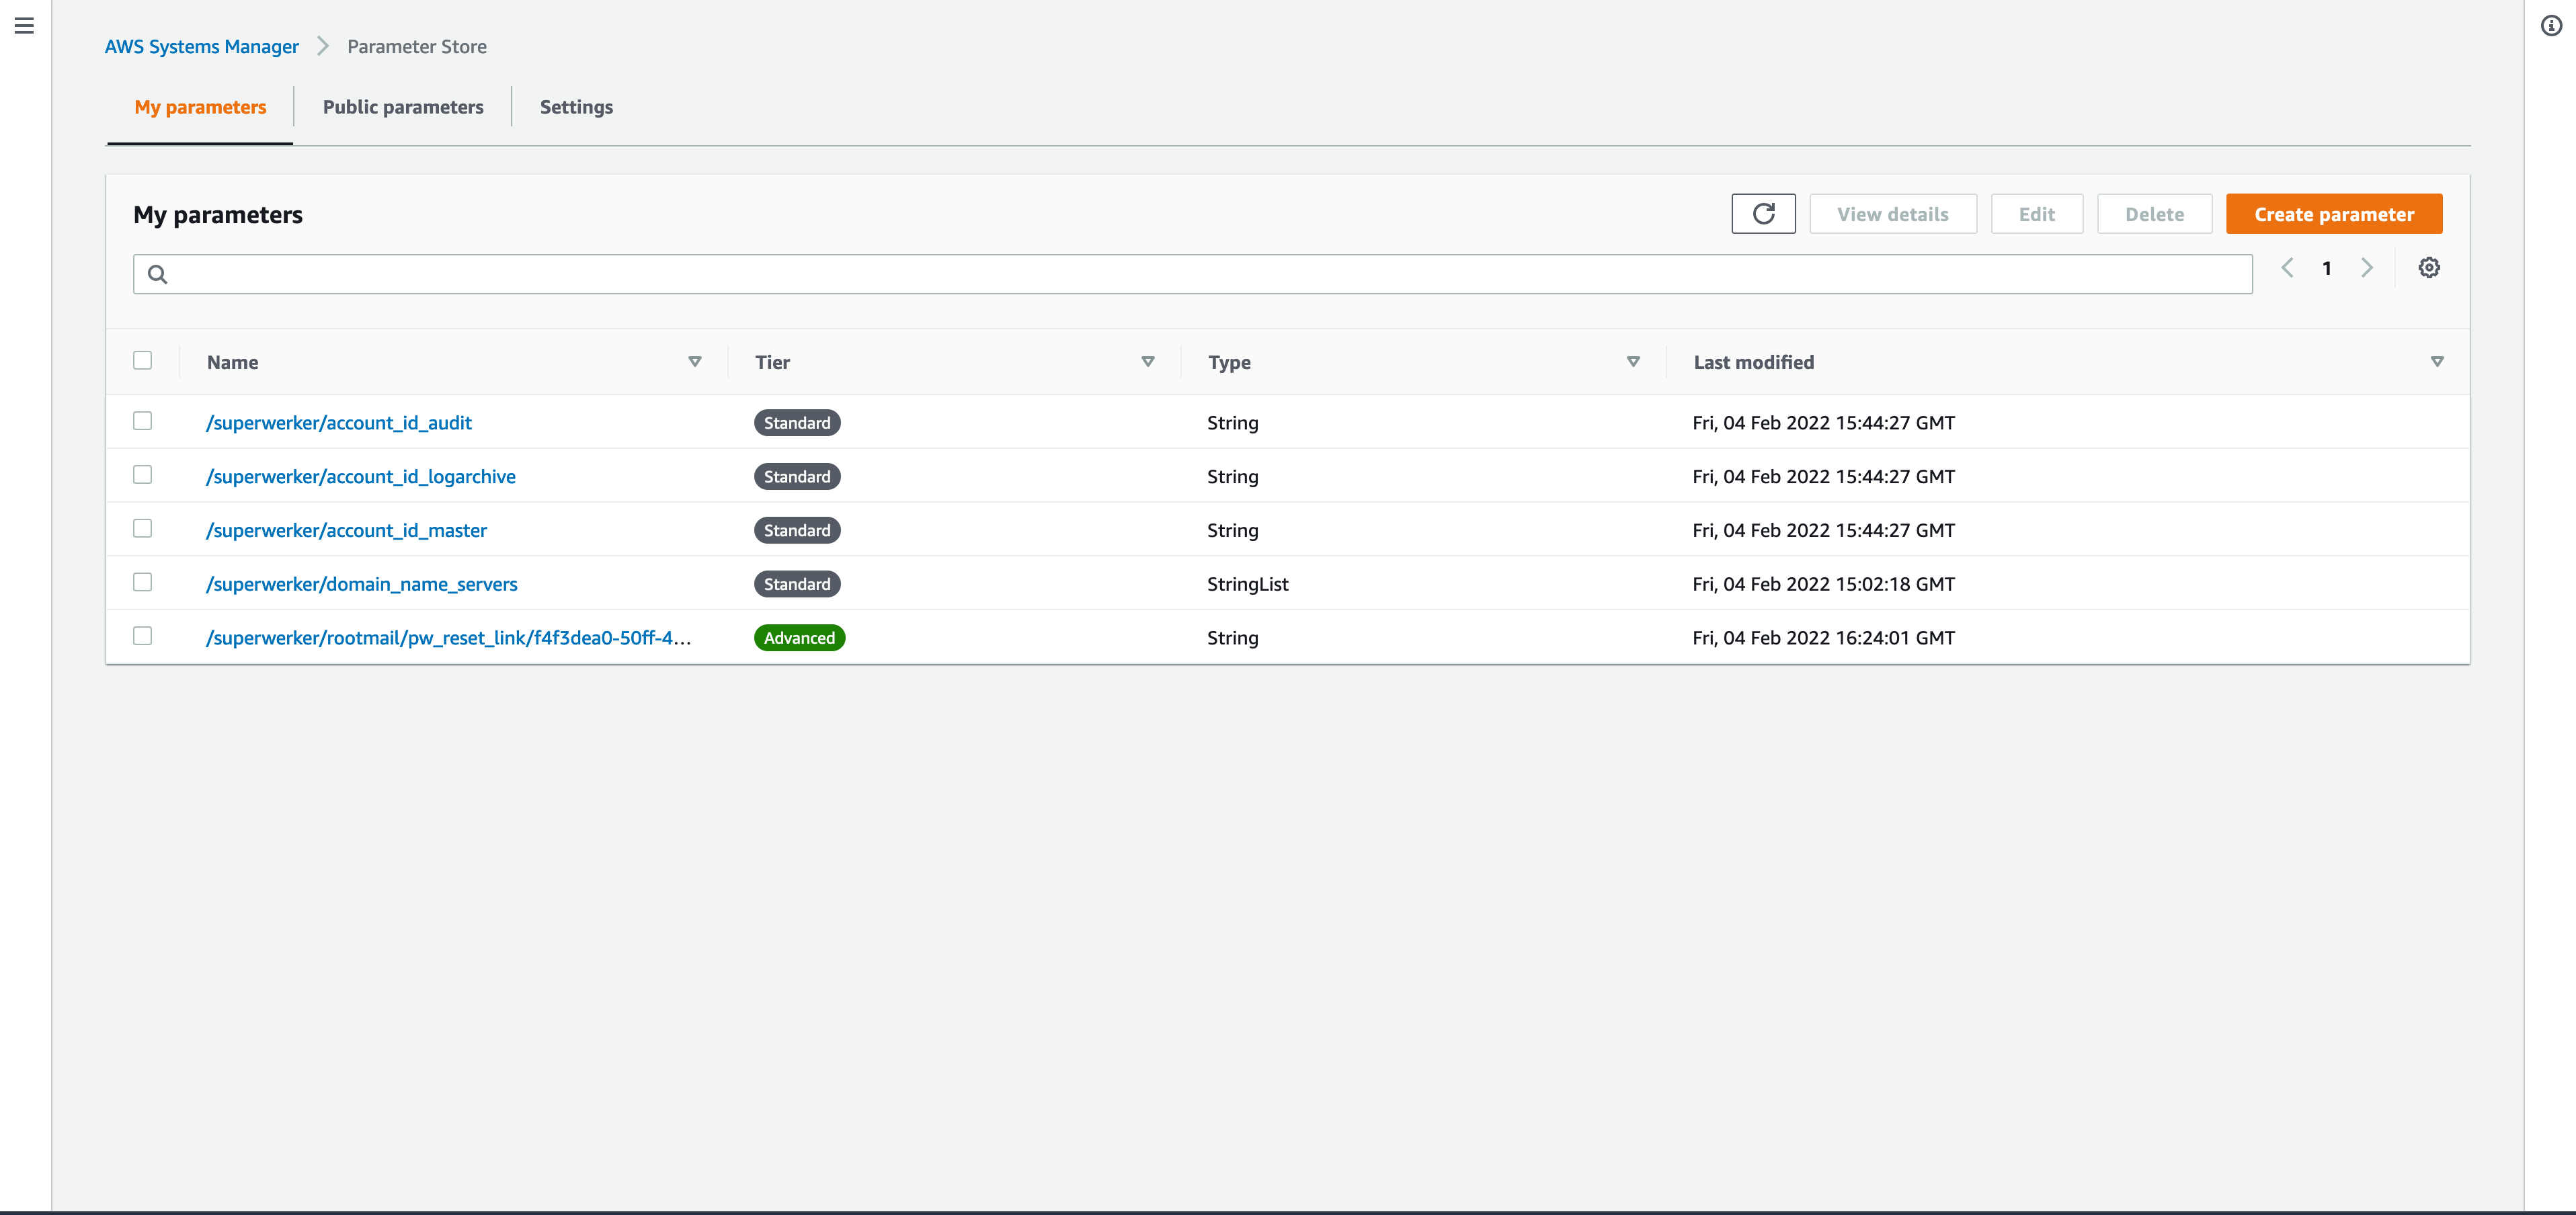 AWS Systems Manager Parameter Store
My parameters Public parameters Settings
My parameters View details Edit Delete Create parameter
1
Name Tier Type Last modified
/superwerker/account_id_audit Standard String Fri, 04 Feb 2022 15:44:27 GMT
/superwerker/account_id_logarchive Standard String Fri, 04 Feb 2022 15:44:27 GMT
/superwerker/account_id_master Standard String Fri, 04 Feb 2022 15:44:27 GMT
/superwerker/domain_name_servers Standard StringList Fri, 04 Feb 2022 15:02:18 GMT
/superwerker/rootmail/pw_reset_link/f4f3dea0-50ff-4... Advanced String Fri, 04 Feb 2022 16:24:01 GMT